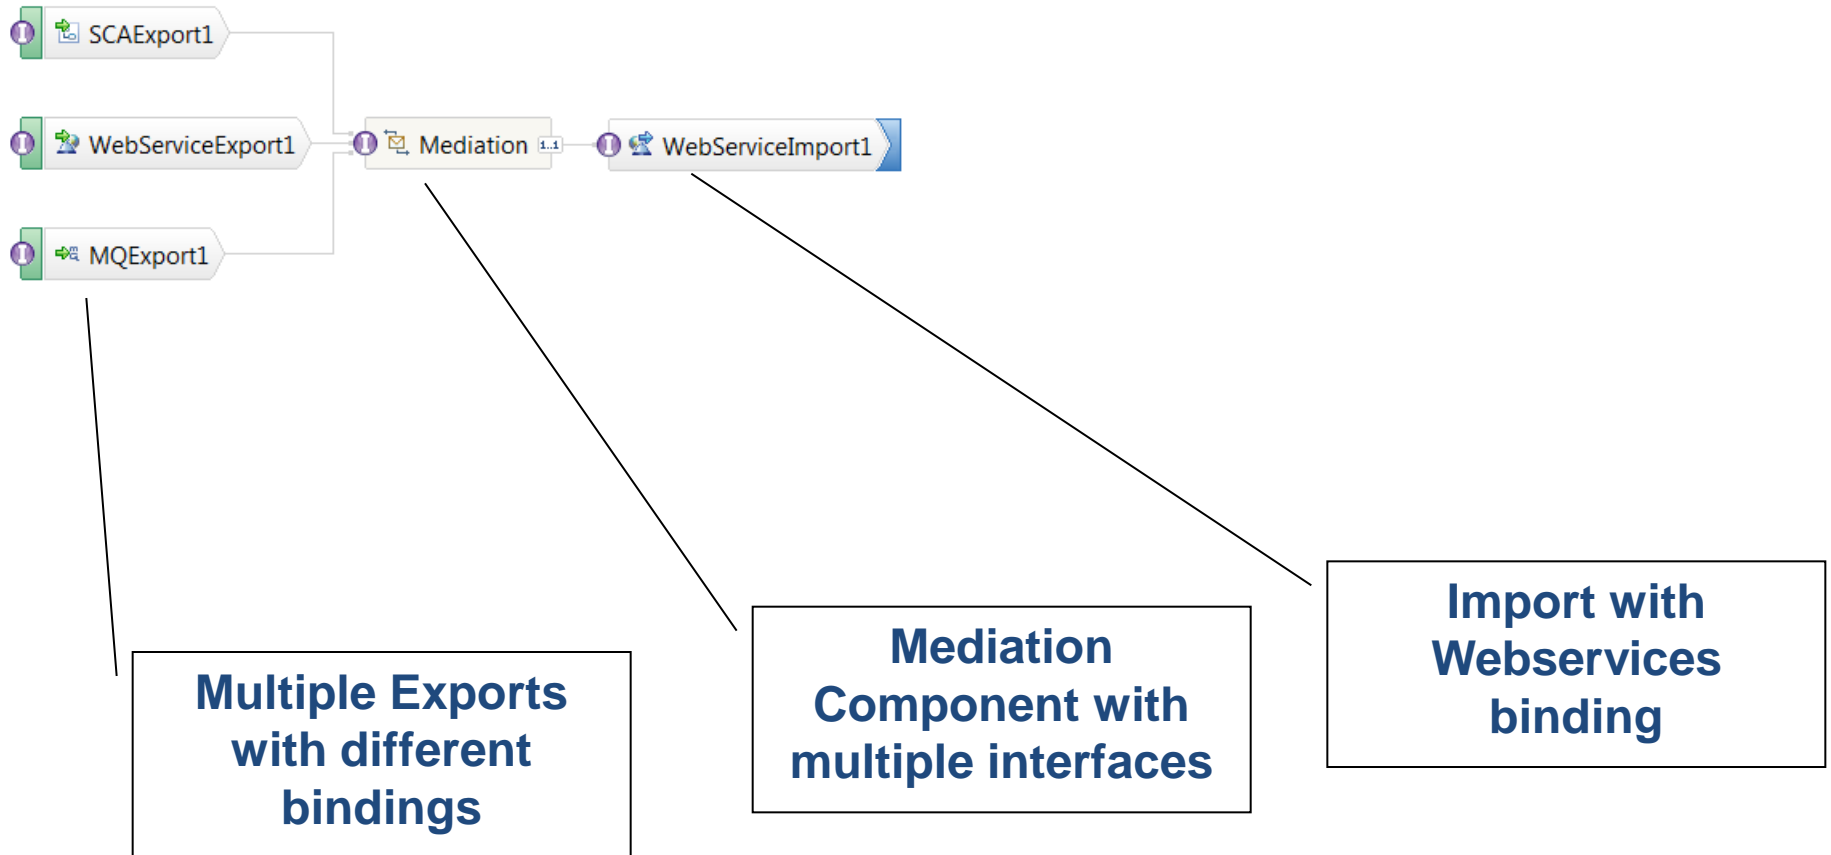 SCAExport1
WebServiceExport1
Mediation 1..1
WebServiceImport1
MQExport1
Multiple Exports
with different
bindings
Mediation
Component with
multiple interfaces
Import with
Webservices
binding